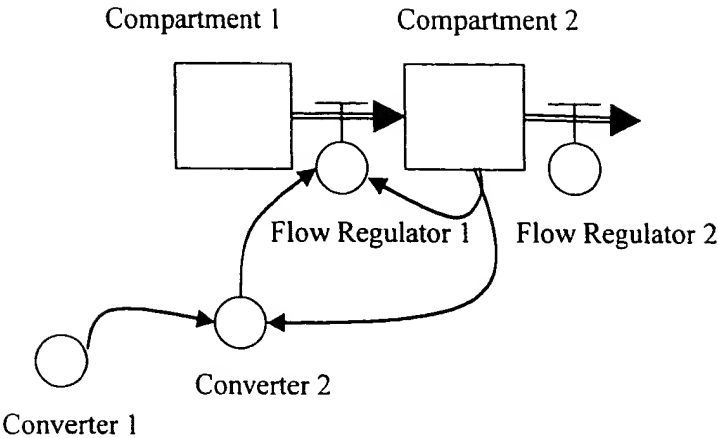 Compartment 1
Compartment 2
Flow Regulator 1
Flow Regulator 2
Converter 2
Converter 1